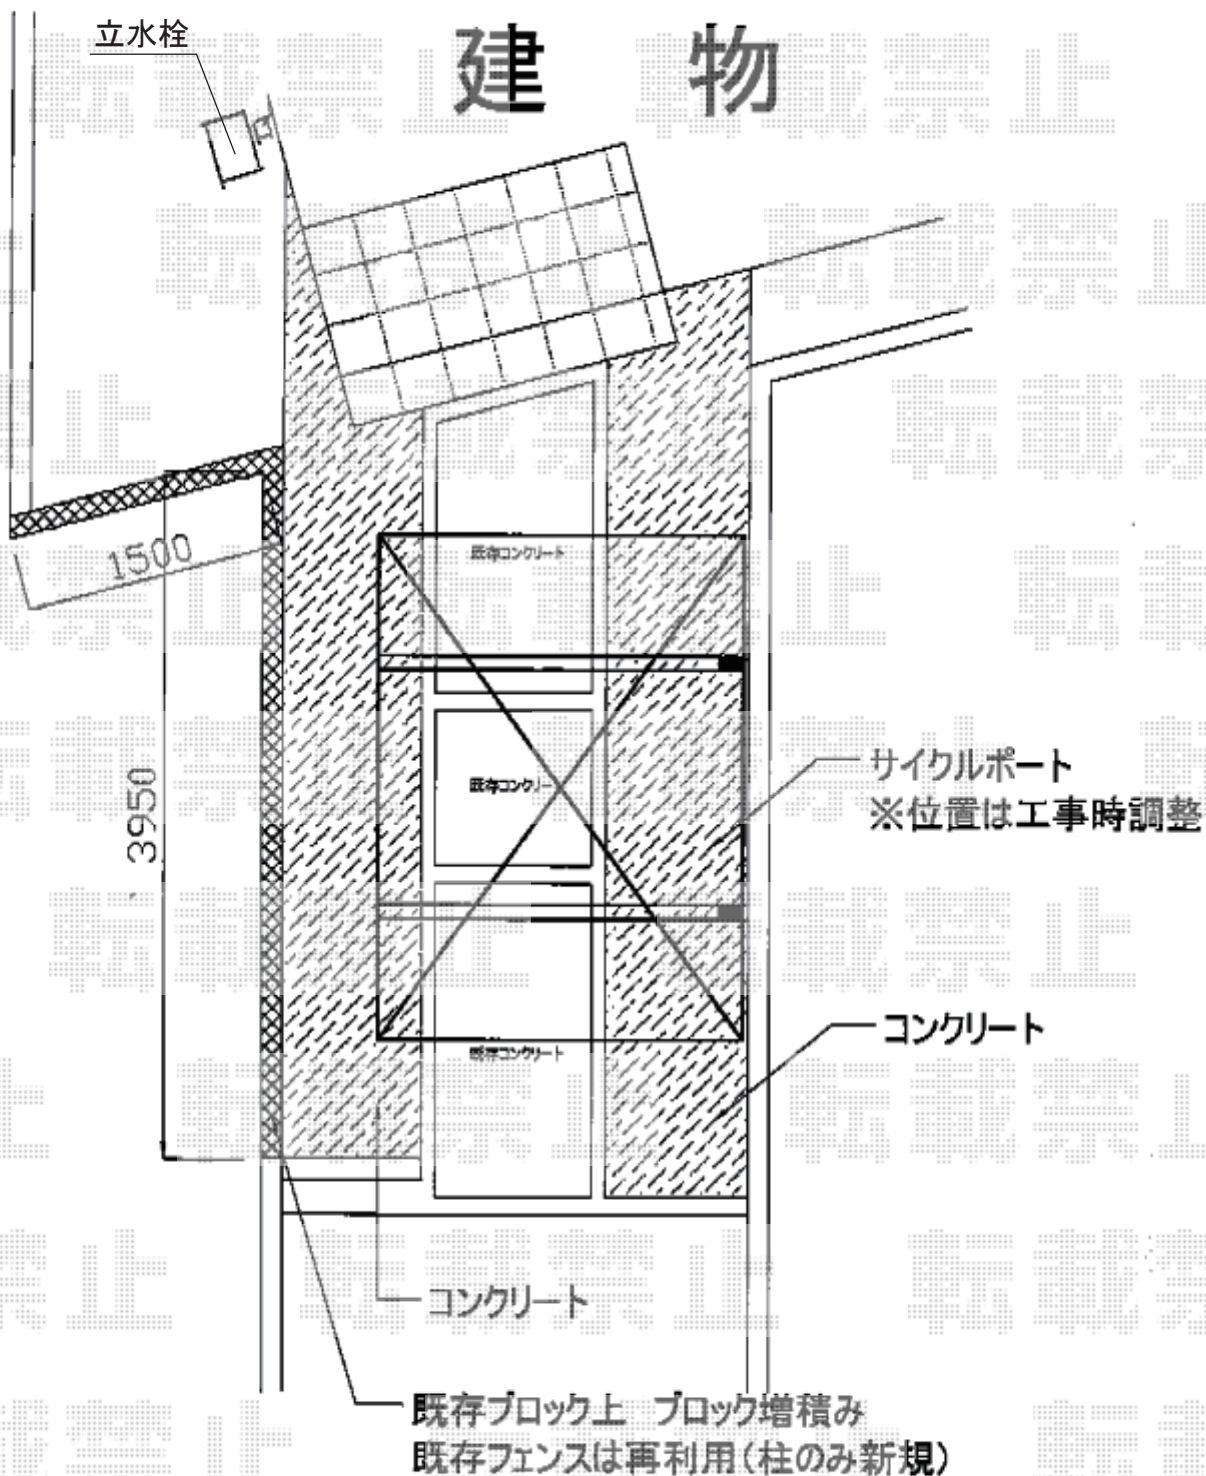 立水栓
建 物
転載禁止
1500
既存コンクリート
既存コンクリー
サイクルポート
※位置は工事時調整
3950
コンクリート
既存コンクリート
コンクリート
既存ブロック上 ブロック増積み
既存フェンスは再利用(柱のみ新規)